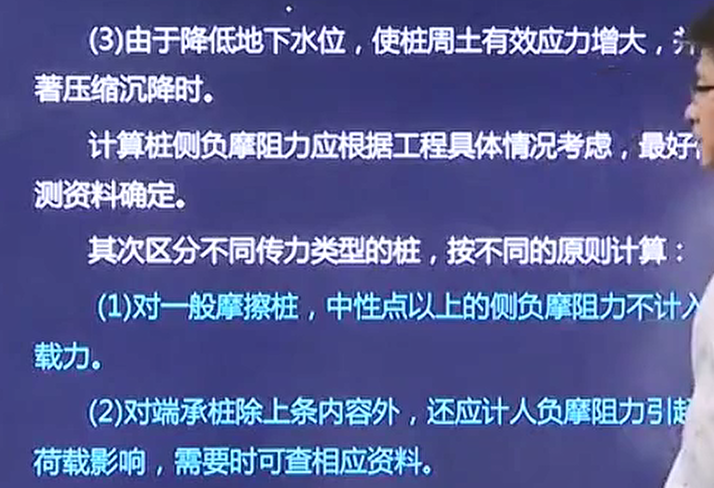 (3)由于降低地下水位，使桩周土有效应力增大，并
著压缩沉降时。
计算桩侧负摩阻力应根据工程具体情况考虑，最好
测资料确定。
其次区分不同传力类型的桩，按不同的原则计算：
(1)对一般摩擦桩，中性点以上的侧负摩阻力不计入
载力。
(2)对端承桩除上条内容外，还应计人负摩阻力引起
荷载影响，需要时可查相应资料。